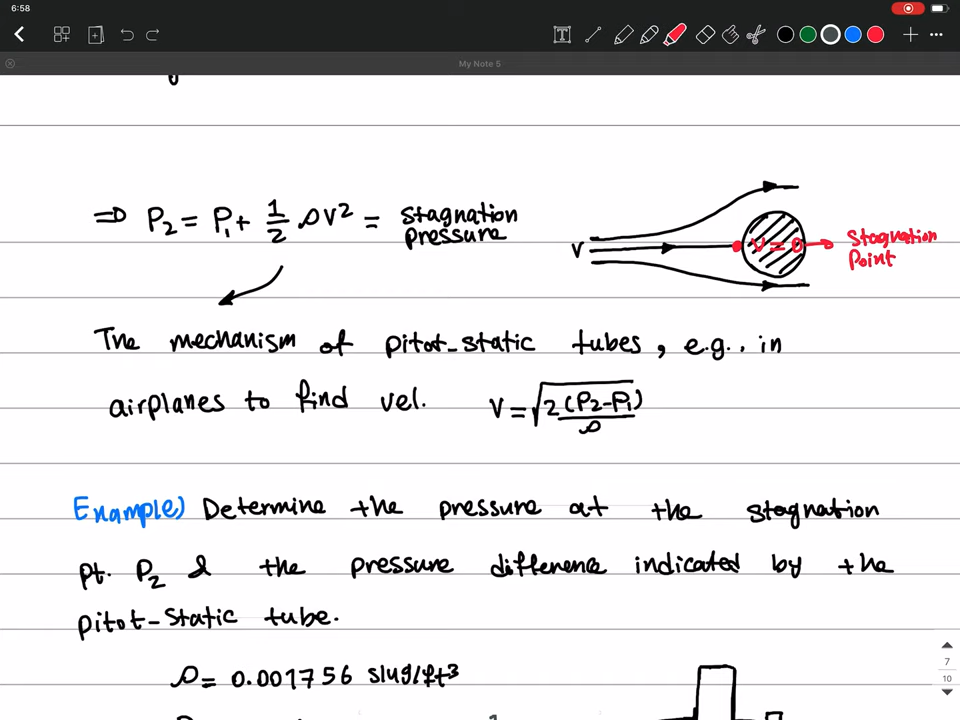 6:58
My Note 5
⇒ P₂ = P₁ + 1/2 ρV² = Stagnation Pressure
V
V = 0
Stagnation Point
The mechanism of pitot-static tubes, e.g., in
airplanes to find vel. V = √(2(P₂-P₁)/ρ)
Example) Determine the pressure at the stagnation
pt. P₂ & the pressure difference indicated by the
pitot-static tube.
ρ = 0.001756 slug/ft³
7
10